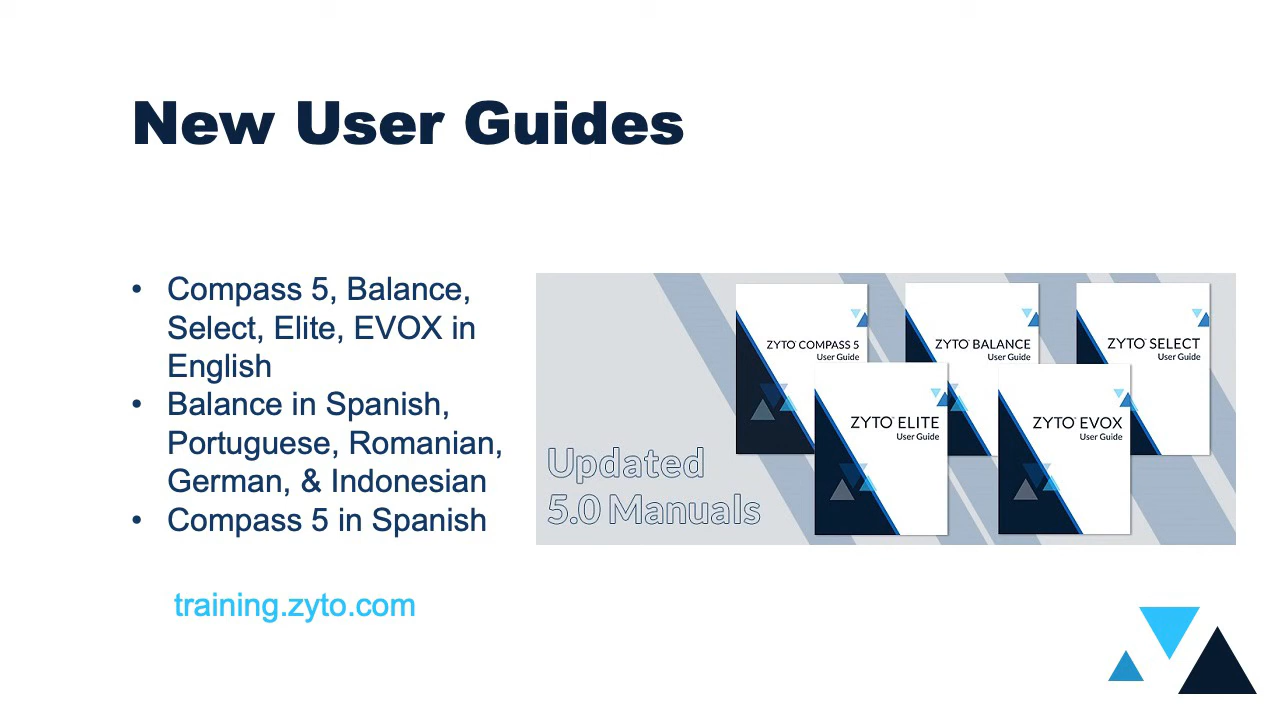 New User Guides
• Compass 5, Balance,
Select, Elite, EVOX in
English
• Balance in Spanish,
Portuguese, Romanian,
German, & Indonesian
• Compass 5 in Spanish
training.zyto.com
ZYTO COMPASS 5
User Guide
ZYTO® BALANCE
User Guide
ZYTO® SELECT
User Guide
ZYTO® ELITE
User Guide
ZYTO® EVOX
User Guide
Updated
5.0 Manuals